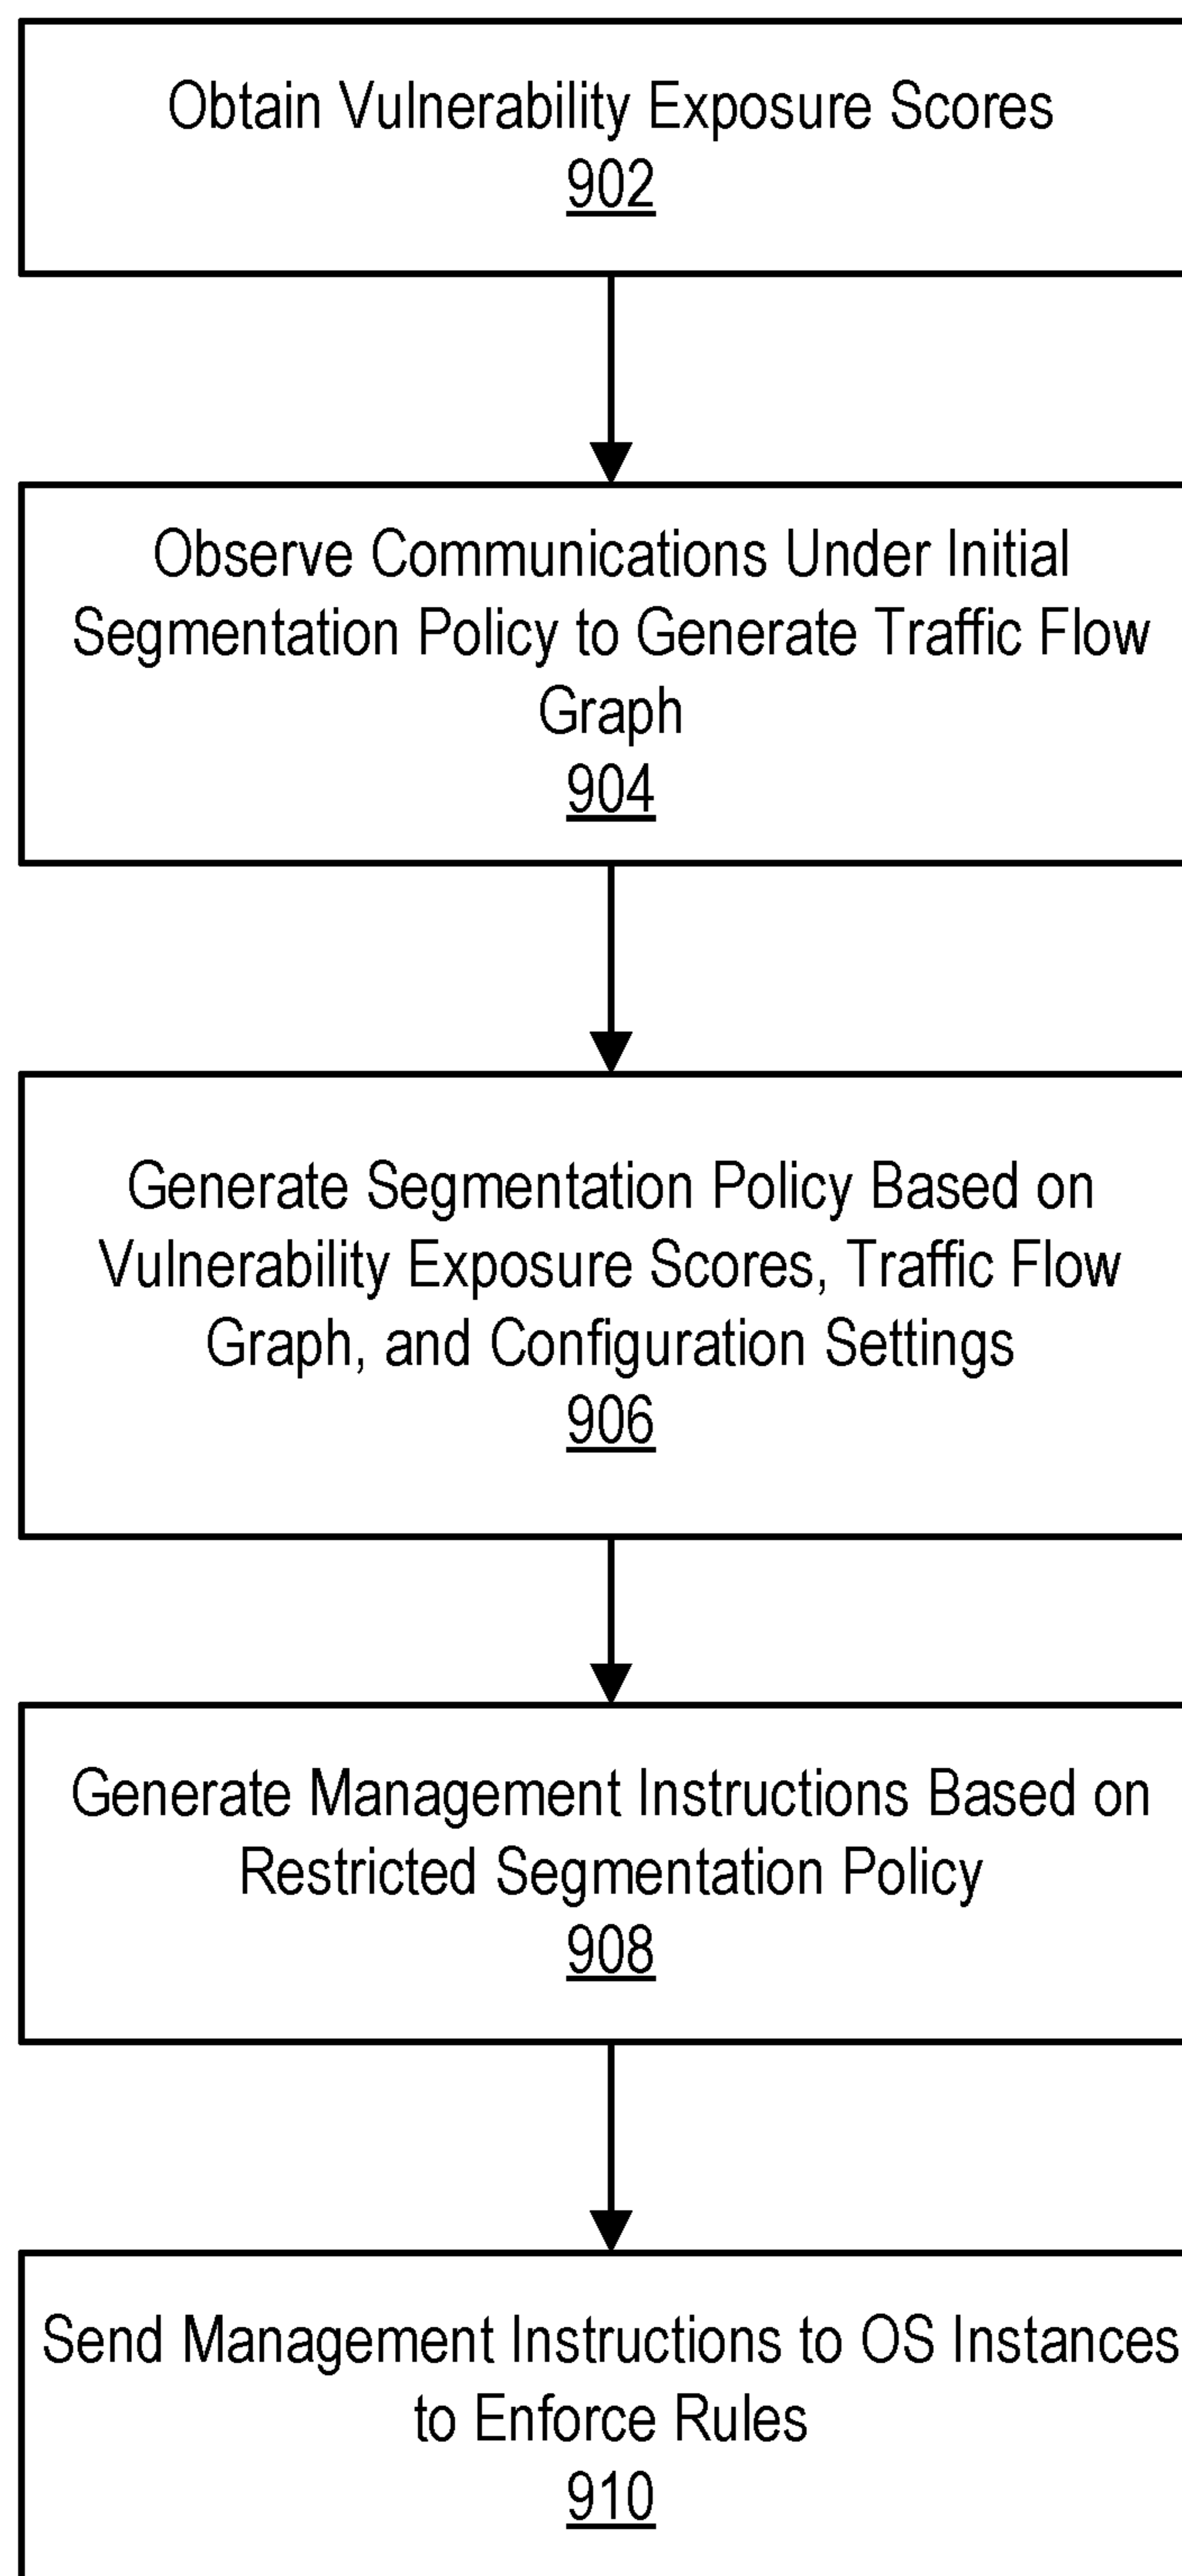 Obtain Vulnerability Exposure Scores
902
Observe Communications Under Initial
Segmentation Policy to Generate Traffic Flow
Graph
904
Generate Segmentation Policy Based on
Vulnerability Exposure Scores, Traffic Flow
Graph, and Configuration Settings
906
Generate Management Instructions Based on
Restricted Segmentation Policy
908
Send Management Instructions to OS Instances
to Enforce Rules
910